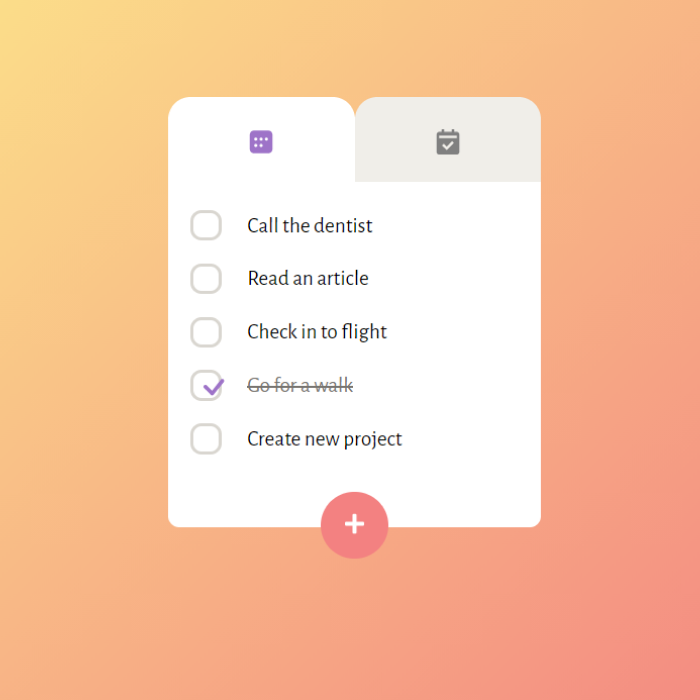 Call the dentist
Read an article
Check in to flight
Go for a walk
Create new project